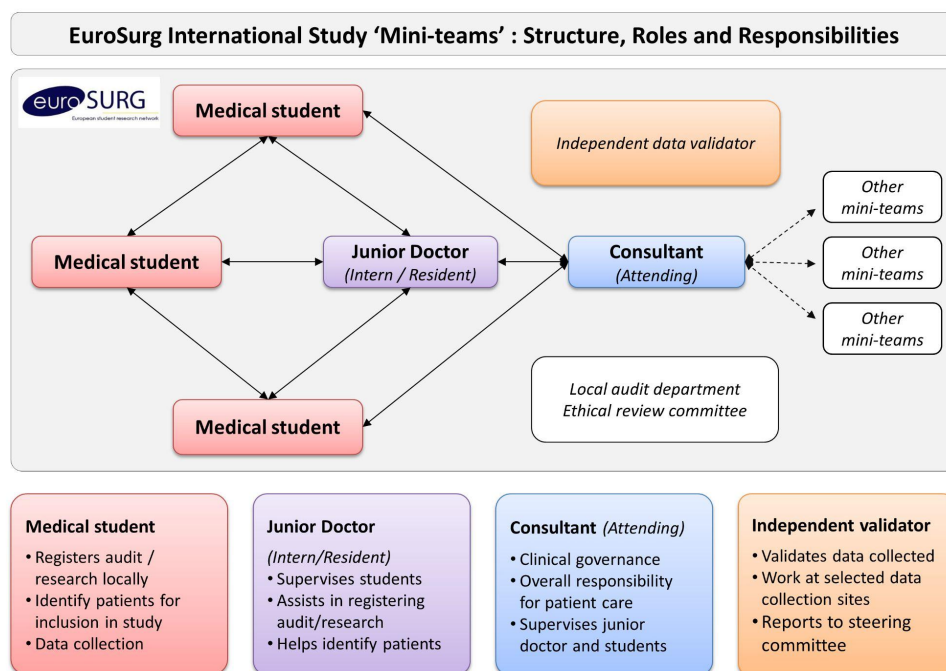 EuroSurg International Study ‘Mini-teams’ : Structure, Roles and Responsibilities
euroSURG
European student research network
Medical student
Independent data validator
Other
mini-teams
Medical student
Junior Doctor
(Intern / Resident)
Consultant
(Attending)
Other
mini-teams
Other
mini-teams
Local audit department
Ethical review committee
Medical student
Medical student
• Registers audit /
research locally
• Identify patients for
inclusion in study
• Data collection
Junior Doctor
(Intern/Resident)
• Supervises students
• Assists in registering
audit/research
• Helps identify patients
Consultant (Attending)
• Clinical governance
• Overall responsibility
for patient care
• Supervises junior
doctor and students
Independent validator
• Validates data collected
• Work at selected data
collection sites
• Reports to steering
committee